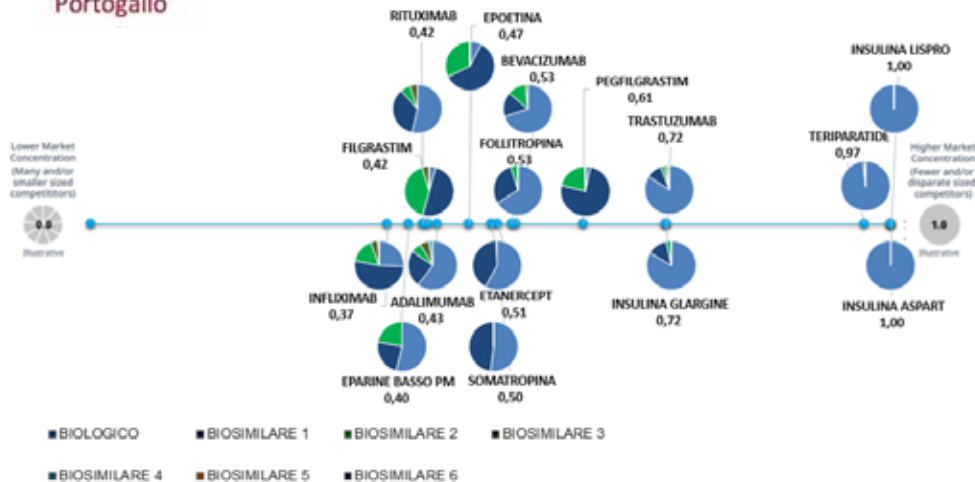 Portogallo
RITUXIMAB
0,42
EPOETINA
0,47
BEVACIZUMAB
0,53
INSULINA LISPRO
1,00
PEGFILGRASTIM
0,61
TRASTUZUMAB
0,72
FILGRASTIM
0,42
FOLLITROPINA
0,53
TERIPARATIDE
0,97
Lower Market
Concentration
(Many and/or
smaller sized
competitors)
0.0
Illustrative
Higher Market
Concentration
(Fewer and/or
disparate sized
competitors)
1.0
Illustrative
INFLIXIMAB
0,37
ADALIMUMAB
0,43
ETANERCEPT
0,51
INSULINA GLARGINE
0,72
INSULINA ASPART
1,00
EPARINE BASSO PM
0,40
SOMATROPINA
0,50
BIOLOGICO
BIOSIMILARE 1
BIOSIMILARE 2
BIOSIMILARE 3
BIOSIMILARE 4
BIOSIMILARE 5
BIOSIMILARE 6